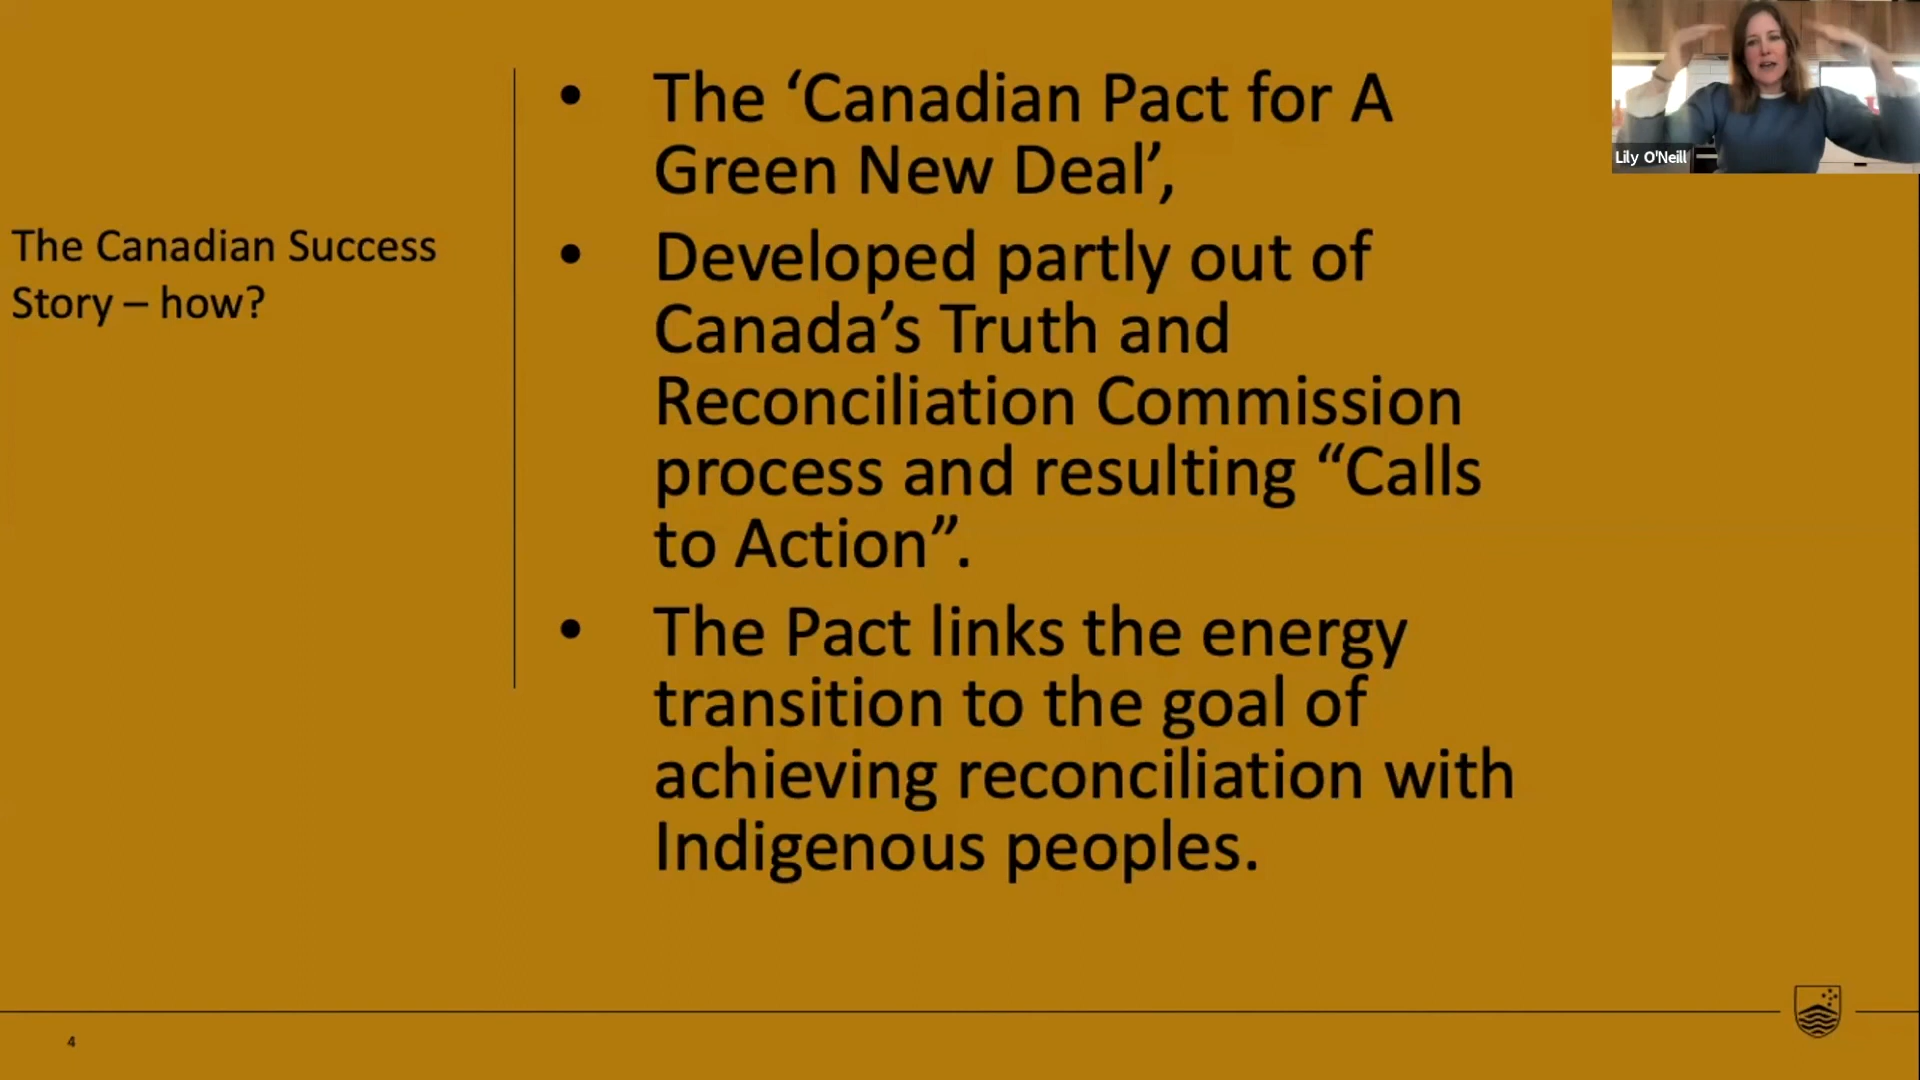 The Canadian Success
Story – how?
• The ‘Canadian Pact for A
Green New Deal’,
• Developed partly out of
Canada’s Truth and
Reconciliation Commission
process and resulting “Calls
to Action”.
• The Pact links the energy
transition to the goal of
achieving reconciliation with
Indigenous peoples.
Lily O'Neill
4